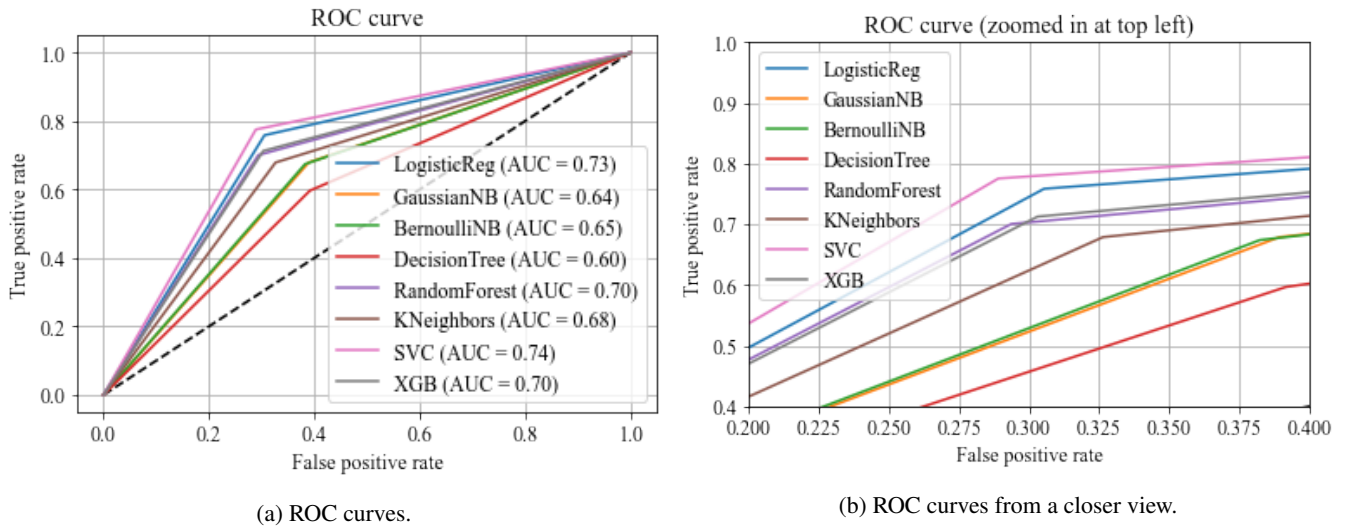 ROC curve
1.0
0.8
0.6
0.4
0.2
0.0
True positive rate
LogisticReg (AUC = 0.73)
GaussianNB (AUC = 0.64)
BernoulliNB (AUC = 0.65)
DecisionTree (AUC = 0.60)
RandomForest (AUC = 0.70)
KNeighbors (AUC = 0.68)
SVC (AUC = 0.74)
XGB (AUC = 0.70)
0.0 0.2 0.4 0.6 0.8 1.0
False positive rate
(a) ROC curves.
ROC curve (zoomed in at top left)
1.0
0.9
0.8
0.7
0.6
0.5
0.4
True positive rate
LogisticReg
GaussianNB
BernoulliNB
DecisionTree
RandomForest
KNeighbors
SVC
XGB
0.200 0.225 0.250 0.275 0.300 0.325 0.350 0.375 0.400
False positive rate
(b) ROC curves from a closer view.